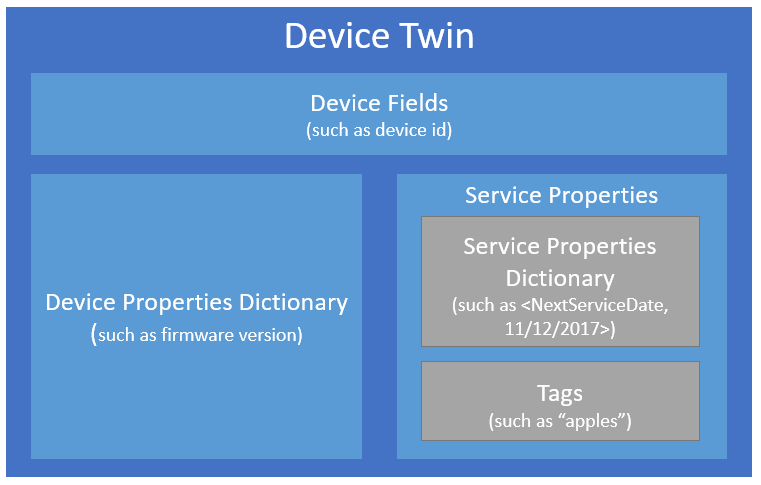 Device Twin
Device Fields
(such as device id)
Device Properties Dictionary
(such as firmware version)
Service Properties
Service Properties
Dictionary
(such as <NextServiceDate,
11/12/2017>)
Tags
(such as “apples”)